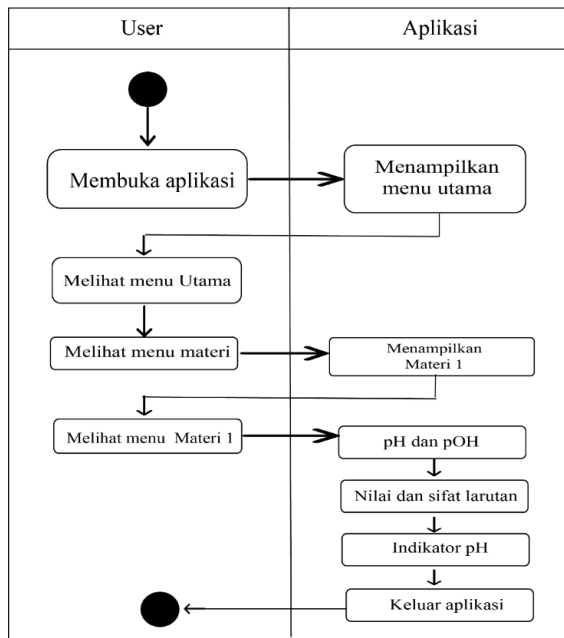 User
Aplikasi
Membuka aplikasi
Menampilkan
menu utama
Melihat menu Utama
Melihat menu materi
Menampilkan
Materi 1
Melihat menu Materi 1
pH dan pOH
Nilai dan sifat larutan
Indikator pH
Keluar aplikasi